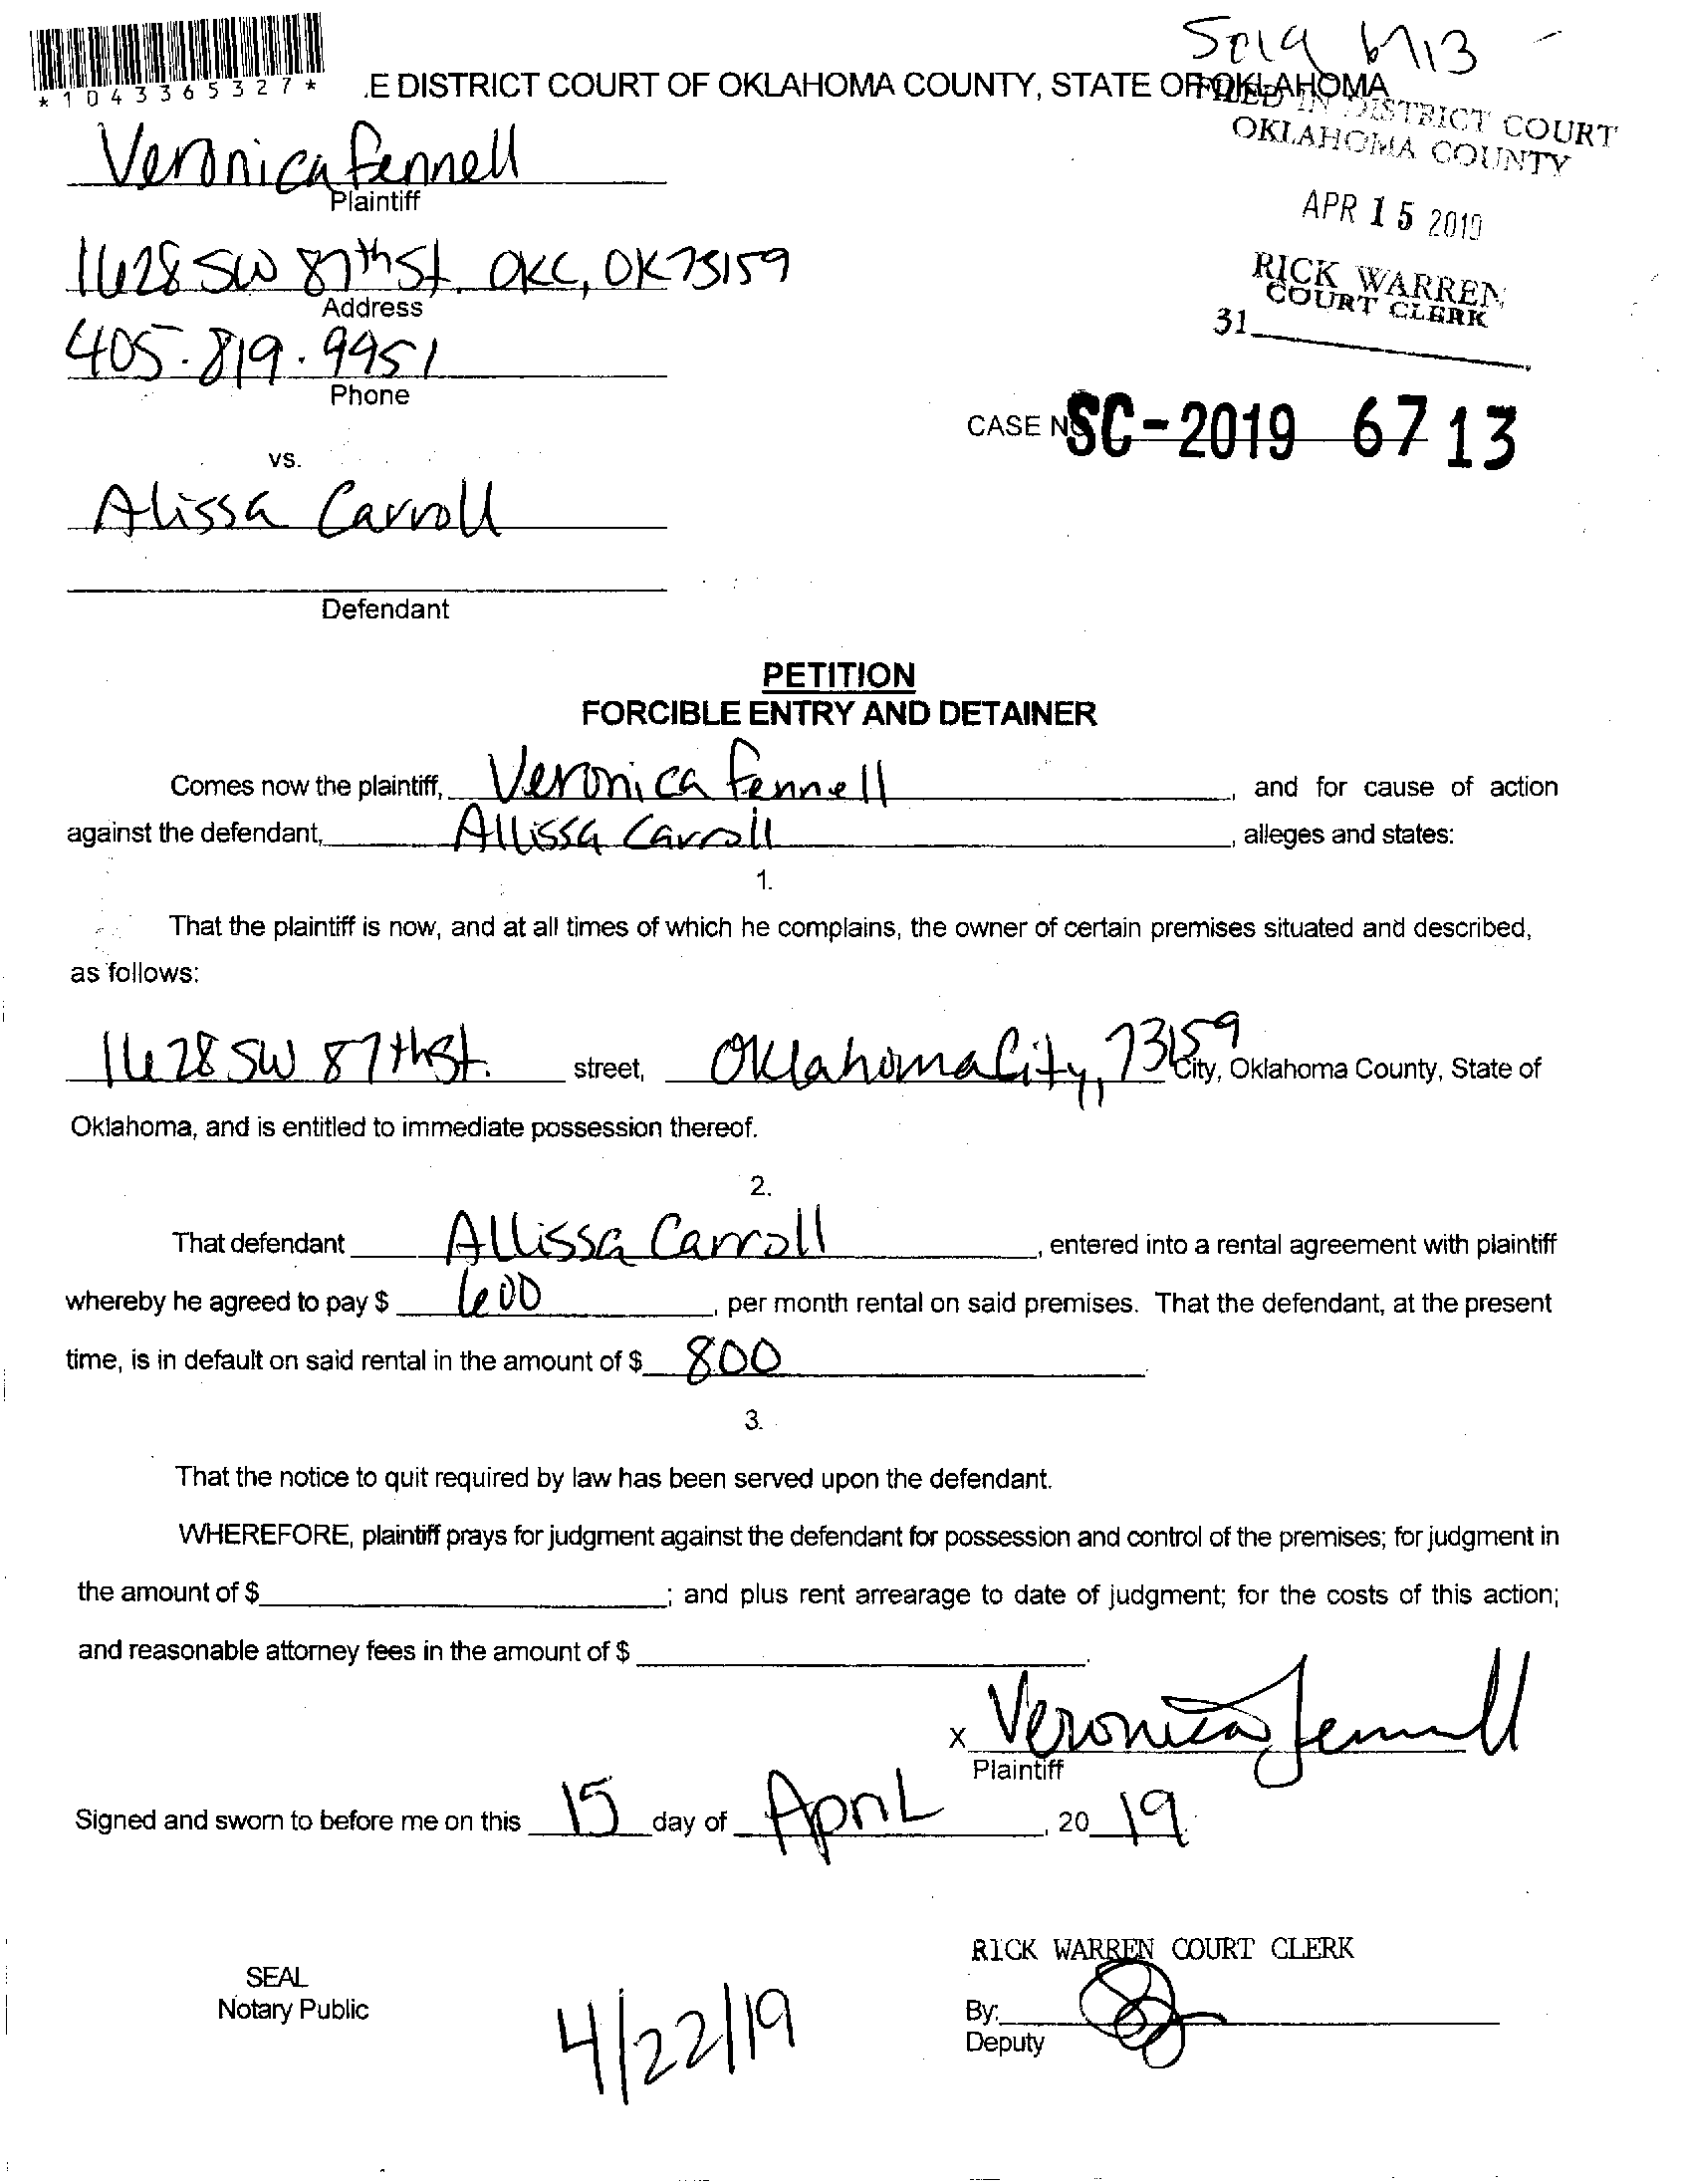 Sc19 6713 -
*1043365327*
.E DISTRICT COURT OF OKLAHOMA COUNTY, STATE OF OKLAHOMA
FILED IN DISTRICT COURT
OKLAHOMA COUNTY
Veronica Fennell
Plaintiff
APR 15 2019
1628 SW 87th St. OKC, OK 73159
Address
RICK WARREN
COURT CLERK
31
405.819.9951
Phone
CASE NO SC-2019 6713
vs.
Alissa Carroll
Defendant
PETITION
FORCIBLE ENTRY AND DETAINER
Comes now the plaintiff, Veronica Fennell, and for cause of action
against the defendant, Allissa Carroll, alleges and states:
1.
That the plaintiff is now, and at all times of which he complains, the owner of certain premises situated and described,
as follows:
1628 SW 87th St. street, Oklahoma City, 73159 City, Oklahoma County, State of
Oklahoma, and is entitled to immediate possession thereof.
2.
That defendant Allissa Carroll, entered into a rental agreement with plaintiff
whereby he agreed to pay $ 600, per month rental on said premises. That the defendant, at the present
time, is in default on said rental in the amount of $ 800.
3.
That the notice to quit required by law has been served upon the defendant.
WHEREFORE, plaintiff prays for judgment against the defendant for possession and control of the premises; for judgment in
the amount of $; and plus rent arrearage to date of judgment; for the costs of this action;
and reasonable attorney fees in the amount of $.
x Veronica Fennell
Plaintiff
Signed and sworn to before me on this 15 day of April, 20 19.
RICK WARREN COURT CLERK
SEAL
Notary Public
4/22/19
By:
Deputy